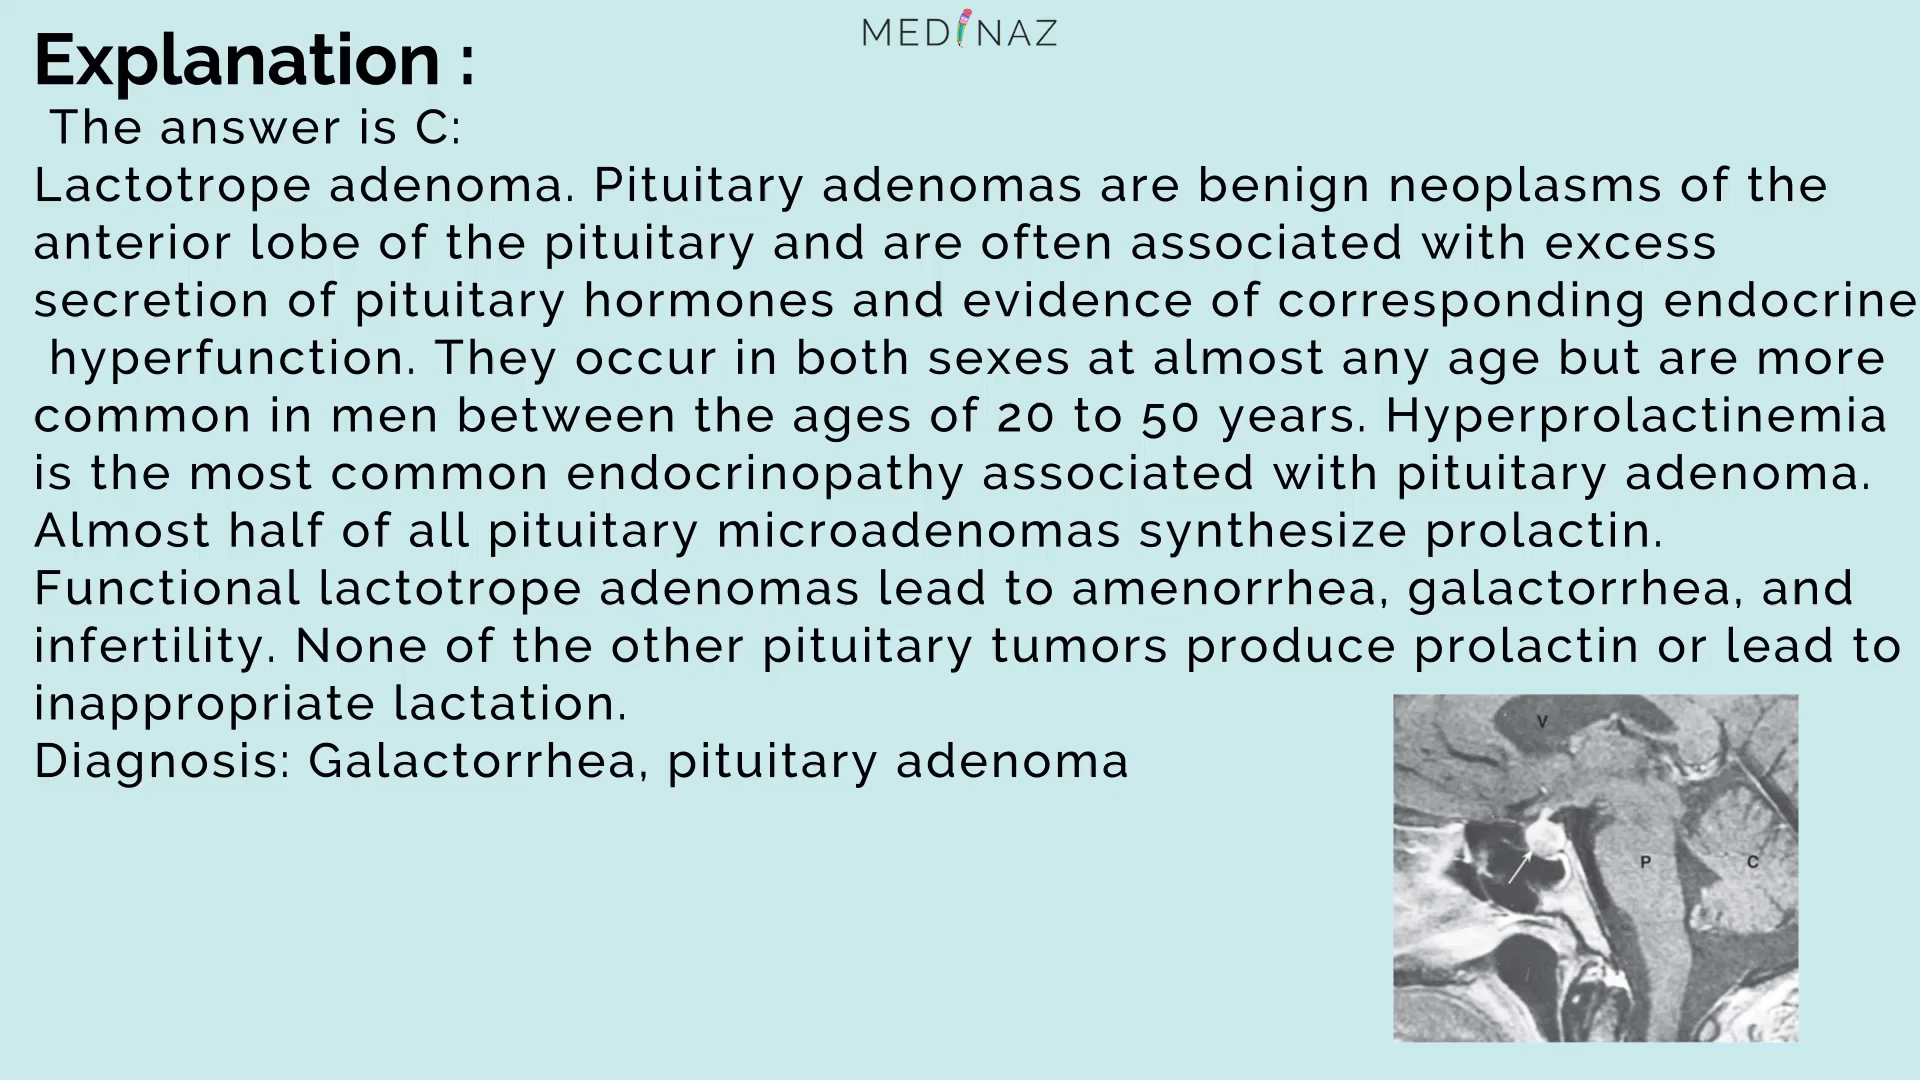 MEDINAZ
Explanation :
The answer is C:
Lactotrope adenoma. Pituitary adenomas are benign neoplasms of the
anterior lobe of the pituitary and are often associated with excess
secretion of pituitary hormones and evidence of corresponding endocrine
hyperfunction. They occur in both sexes at almost any age but are more
common in men between the ages of 20 to 50 years. Hyperprolactinemia
is the most common endocrinopathy associated with pituitary adenoma.
Almost half of all pituitary microadenomas synthesize prolactin.
Functional lactotrope adenomas lead to amenorrhea, galactorrhea, and
infertility. None of the other pituitary tumors produce prolactin or lead to
inappropriate lactation.
Diagnosis: Galactorrhea, pituitary adenoma
V
P
C